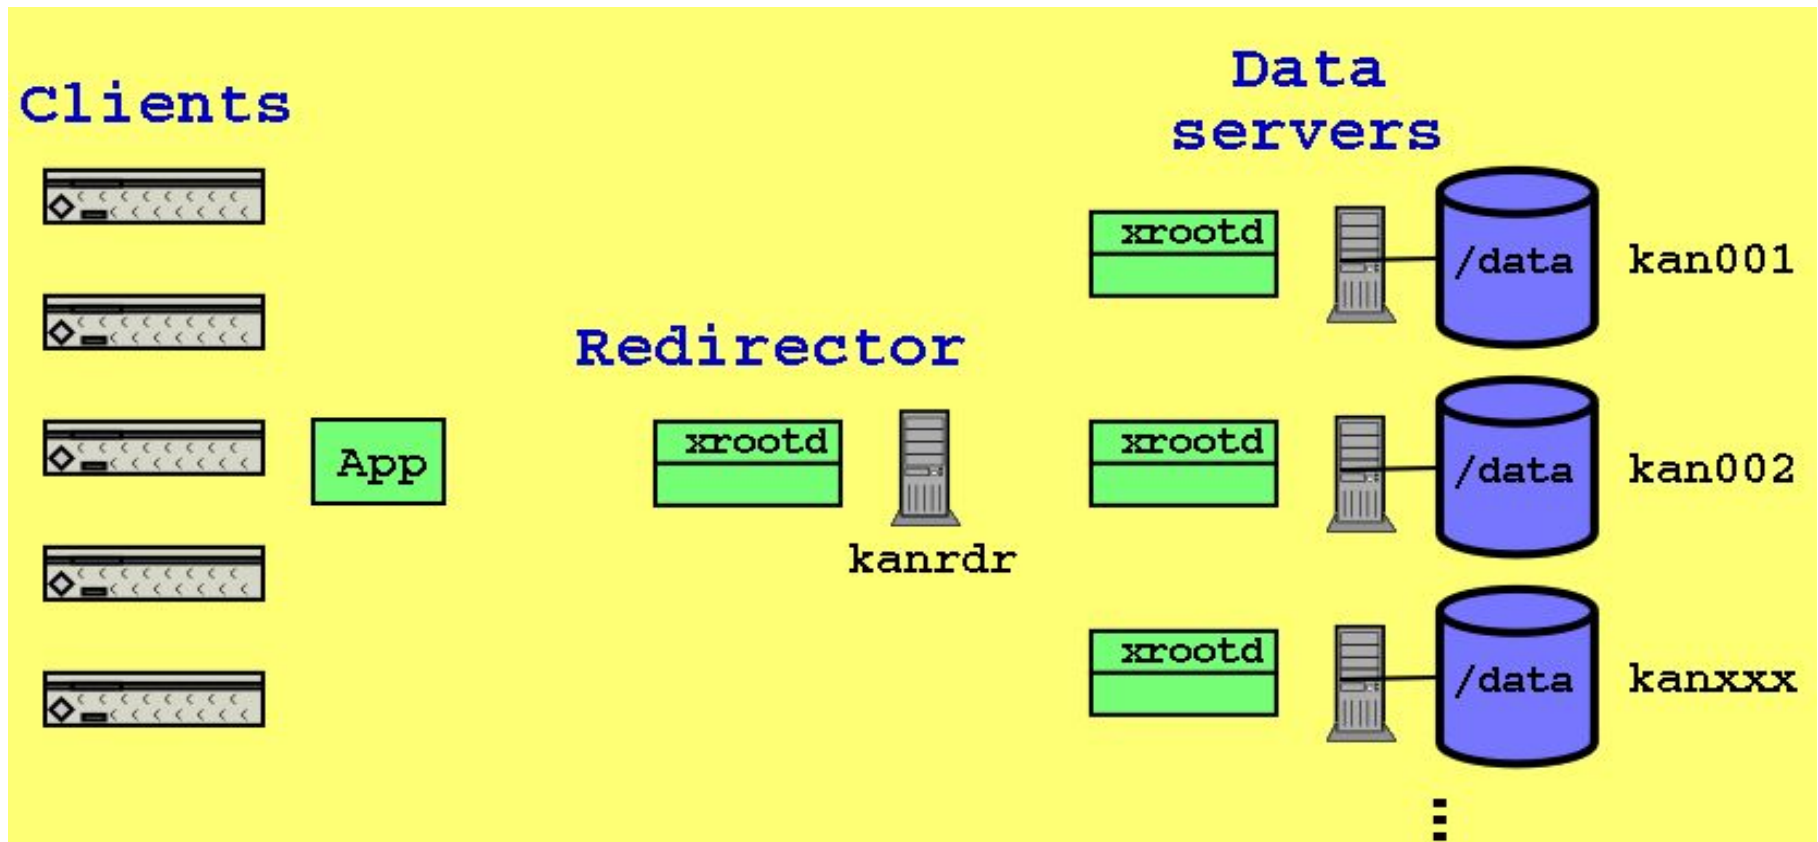 Clients
App
Redirector
xrootd
kanrdr
Data
servers
xrootd
/data
kan001
xrootd
/data
kan002
xrootd
/data
kanxxx